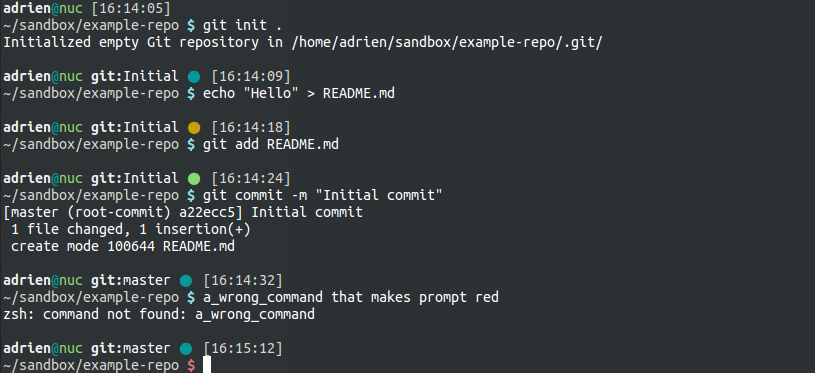 adrien@nuc [16:14:05]
~/sandbox/example-repo $ git init .
Initialized empty Git repository in /home/adrien/sandbox/example-repo/.git/
adrien@nuc git:Initial ● [16:14:09]
~/sandbox/example-repo $ echo "Hello" > README.md
adrien@nuc git:Initial ● [16:14:18]
~/sandbox/example-repo $ git add README.md
adrien@nuc git:Initial ● [16:14:24]
~/sandbox/example-repo $ git commit -m "Initial commit"
[master (root-commit) a22ecc5] Initial commit
 1 file changed, 1 insertion(+)
 create mode 100644 README.md
adrien@nuc git:master ● [16:14:32]
~/sandbox/example-repo $ a_wrong_command that makes prompt red
zsh: command not found: a_wrong_command
adrien@nuc git:master ● [16:15:12]
~/sandbox/example-repo $